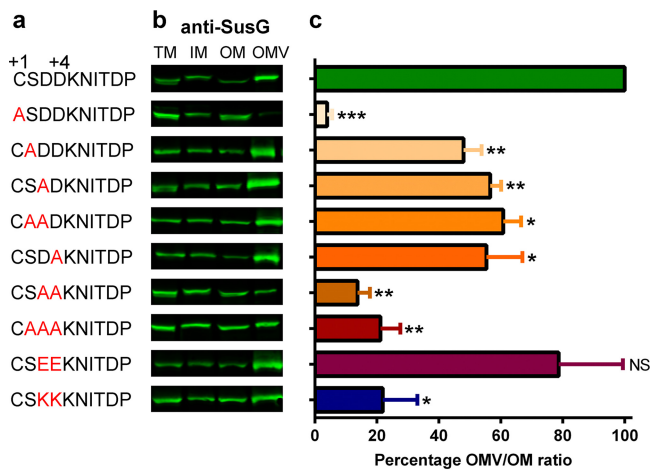 a b c
anti-SusG
+1 +4 TM IM OM OMV
CSDDKNITDP
ASDDKNITDP ***
CADDKNITDP **
CSADKNITDP **
CAADKNITDP *
CSDAKNITDP *
CSAAKNITDP **
CAAAKNITDP **
CSEEKNITDP NS
CSKKKNITDP *
0 20 40 60 80 100
Percentage OMV/OM ratio